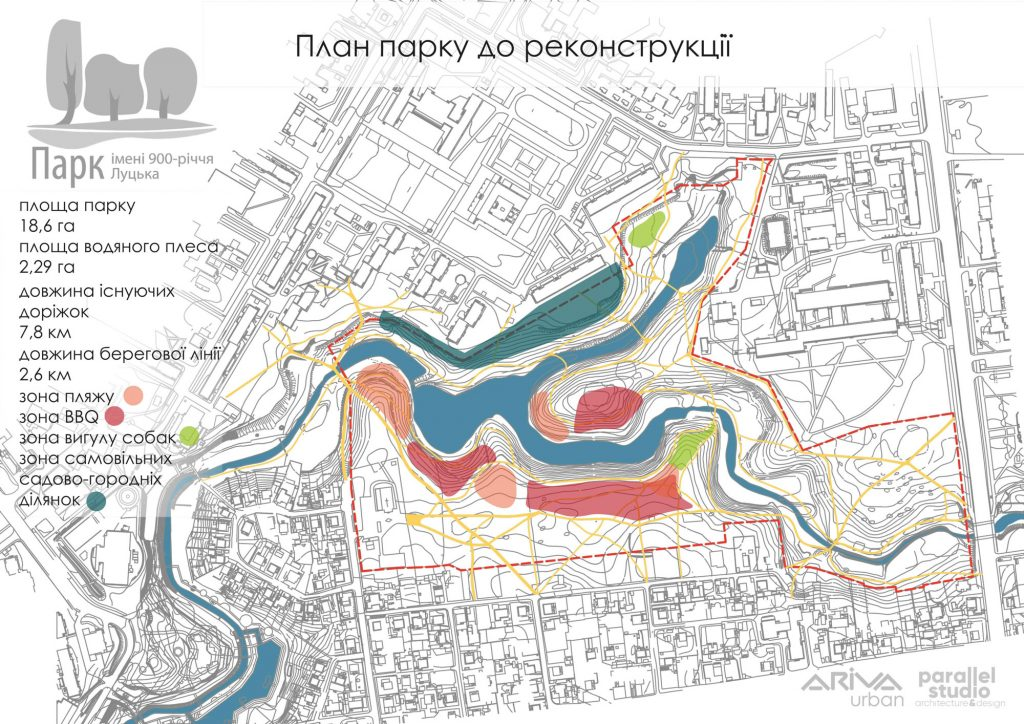 План парку до реконструкції
Парк імені 900-річчя
Луцька
площа парку
18,6 га
площа водяного плеса
2,29 га
довжина існуючих
доріжок
7,8 км
довжина берегової лінії
2,6 км
зона пляжу
зона BBQ
зона вигулу собак
зона самовільних
садово-городніх
ділянок
ARIVA
urban
parallel
studio
architecture&design